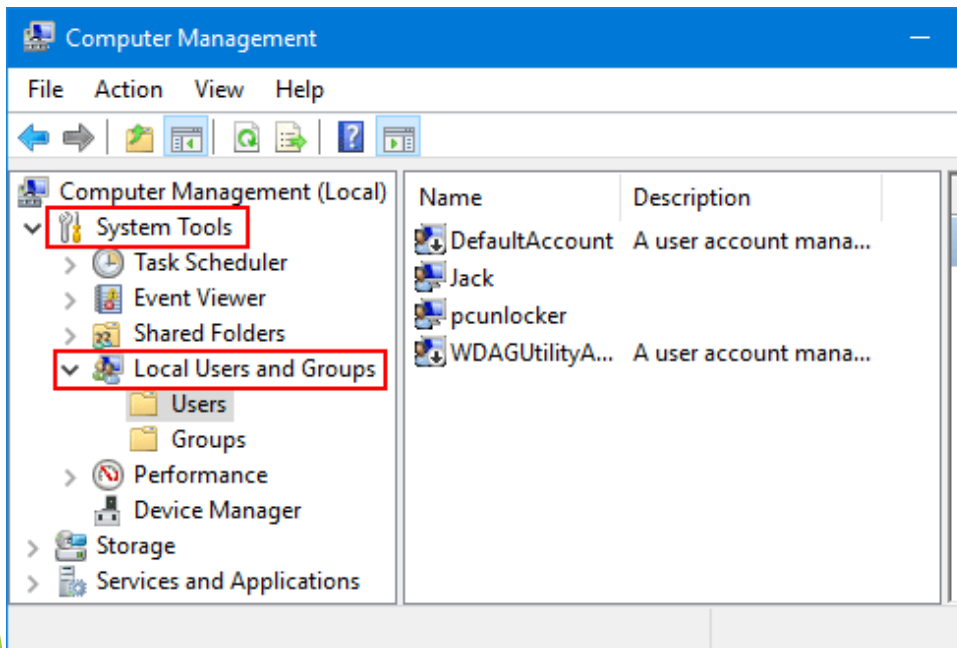 Computer Management
File Action View Help
Computer Management (Local)
System Tools
Task Scheduler
Event Viewer
Shared Folders
Local Users and Groups
Users
Groups
Performance
Device Manager
Storage
Services and Applications
Name Description
DefaultAccount A user account mana...
Jack
pcunlocker
WDAGUtilityA... A user account mana...